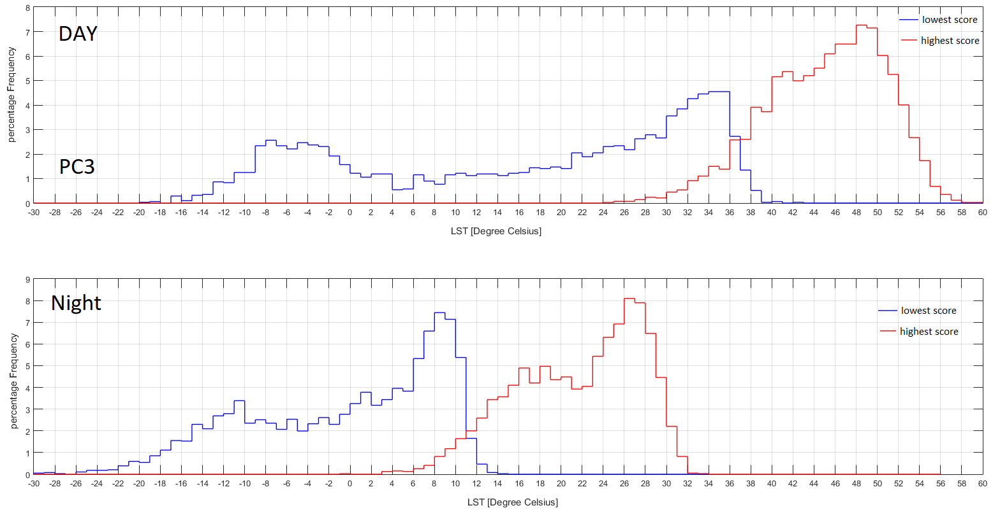 8
DAY
lowest score
7
highest score
6
percentage Frequency
5
4
3
2
PC3
1
0
-30 -28 -26 -24 -22 -20 -18 -16 -14 -12 -10 -8 -6 -4 -2 0 2 4 6 8 10 12 14 16 18 20 22 24 26 28 30 32 34 36 38 40 42 44 46 48 50 52 54 56 58 60
LST [Degree Celsius]
9
Night
8
lowest score
7
highest score
6
percentage Frequency
5
4
3
2
1
0
-30 -28 -26 -24 -22 -20 -18 -16 -14 -12 -10 -8 -6 -4 -2 0 2 4 6 8 10 12 14 16 18 20 22 24 26 28 30 32 34 36 38 40 42 44 46 48 50 52 54 56 58 60
LST [Degree Celsius]